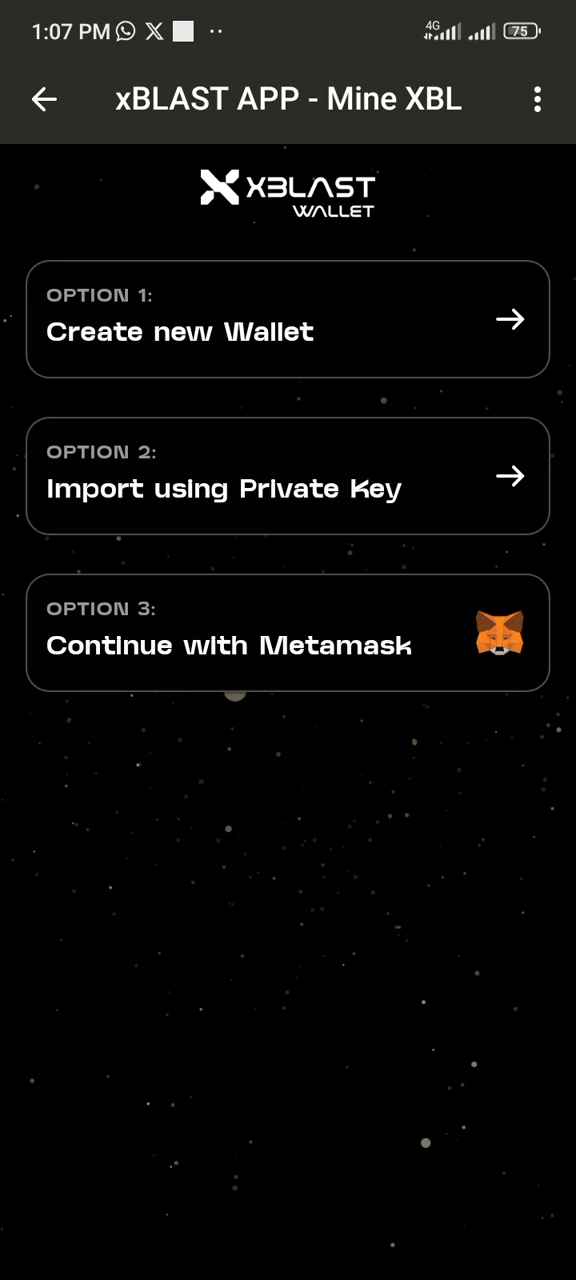 1:07 PM
4G
75
xBLAST APP - Mine XBL
XBLAST
WALLET
OPTION 1:
Create new Wallet
OPTION 2:
Import using Private Key
OPTION 3:
Continue with Metamask